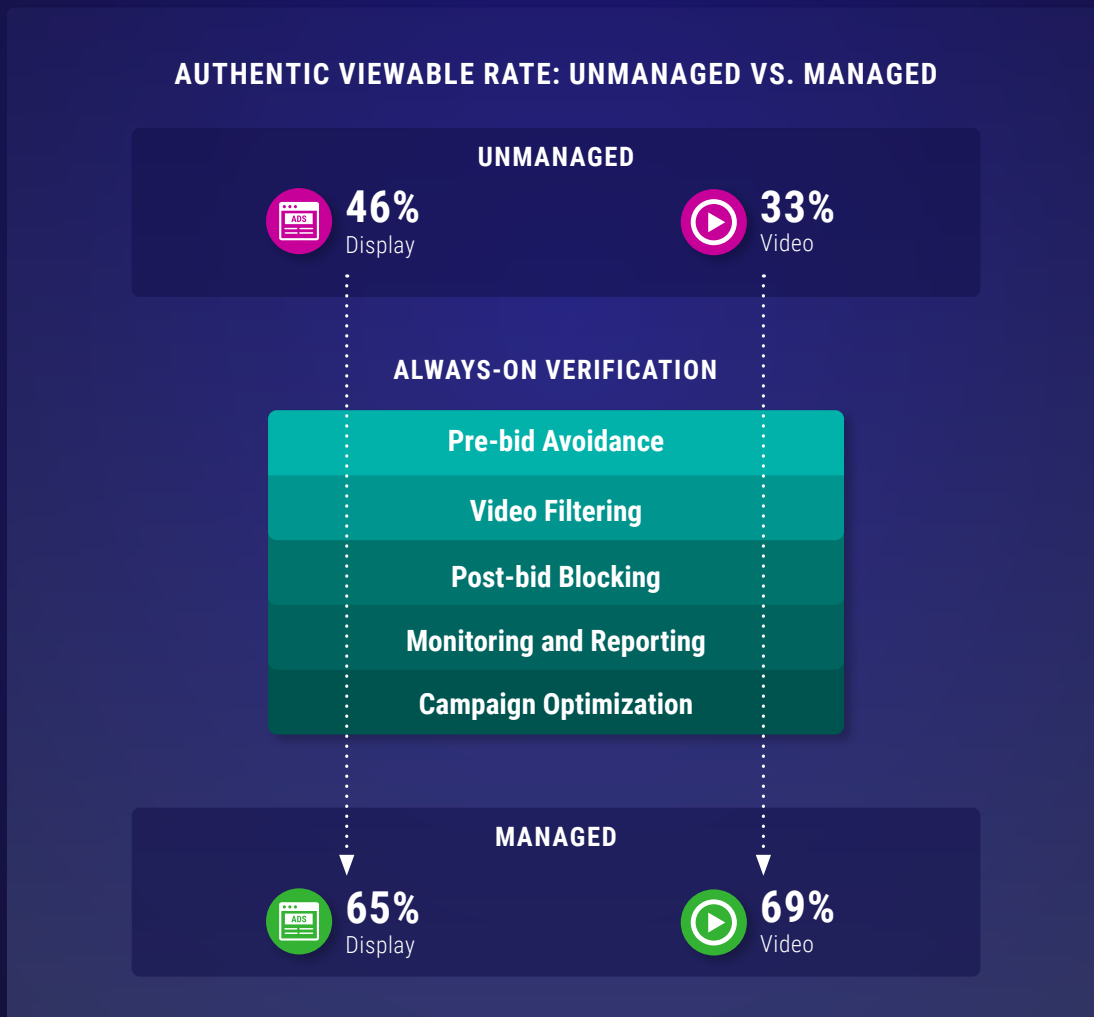 AUTHENTIC VIEWABLE RATE: UNMANAGED VS. MANAGED
UNMANAGED
ADS
46%
Display
33%
Video
ALWAYS-ON VERIFICATION
Pre-bid Avoidance
Video Filtering
Post-bid Blocking
Monitoring and Reporting
Campaign Optimization
MANAGED
ADS
65%
Display
69%
Video